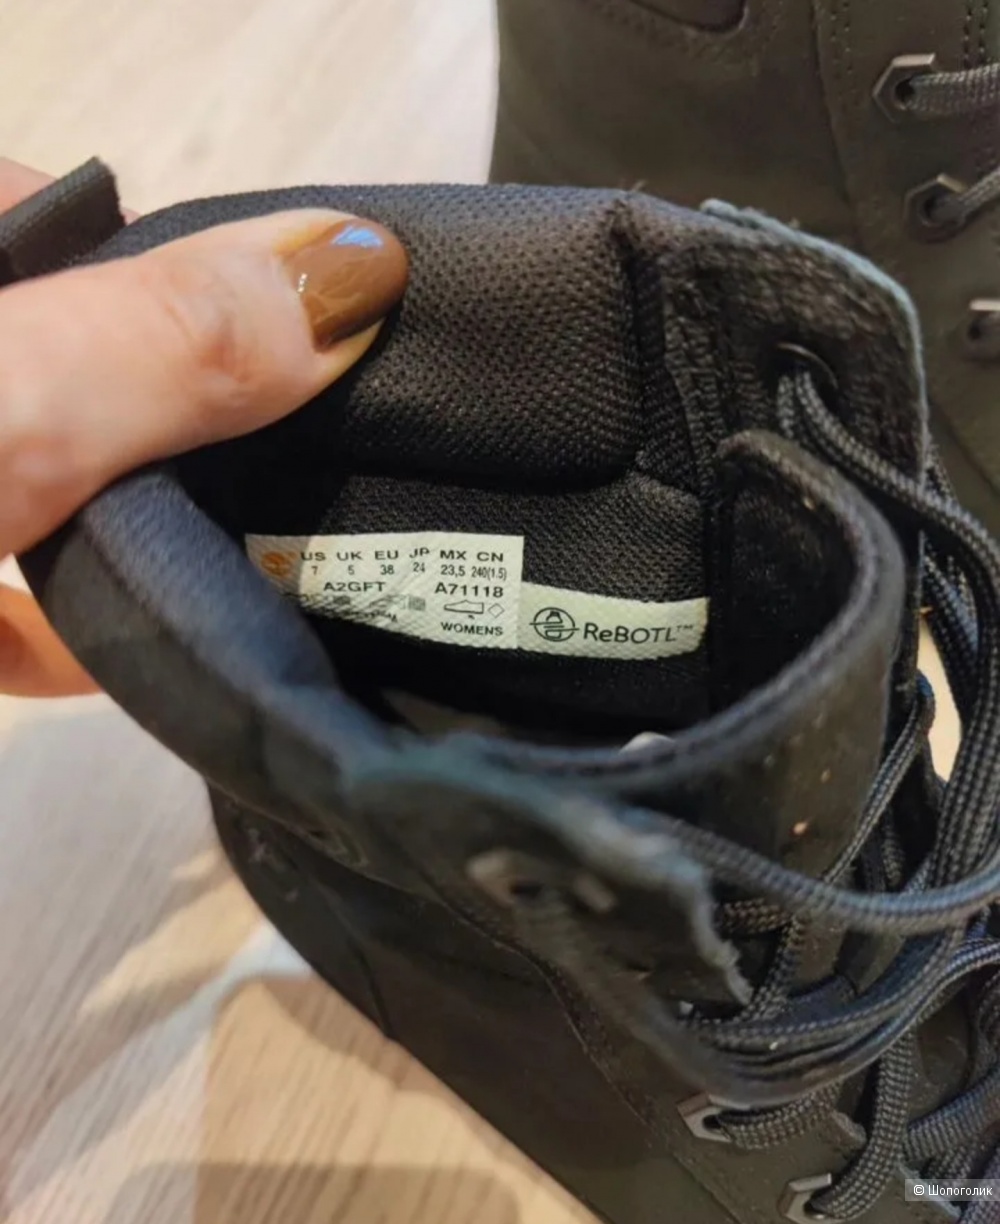 US UK EU JP MX CN
7 5 38 24 23,5 240(1.5)
A2GFT A71118
WOMENS
ReBOTL™
© Шопоголик